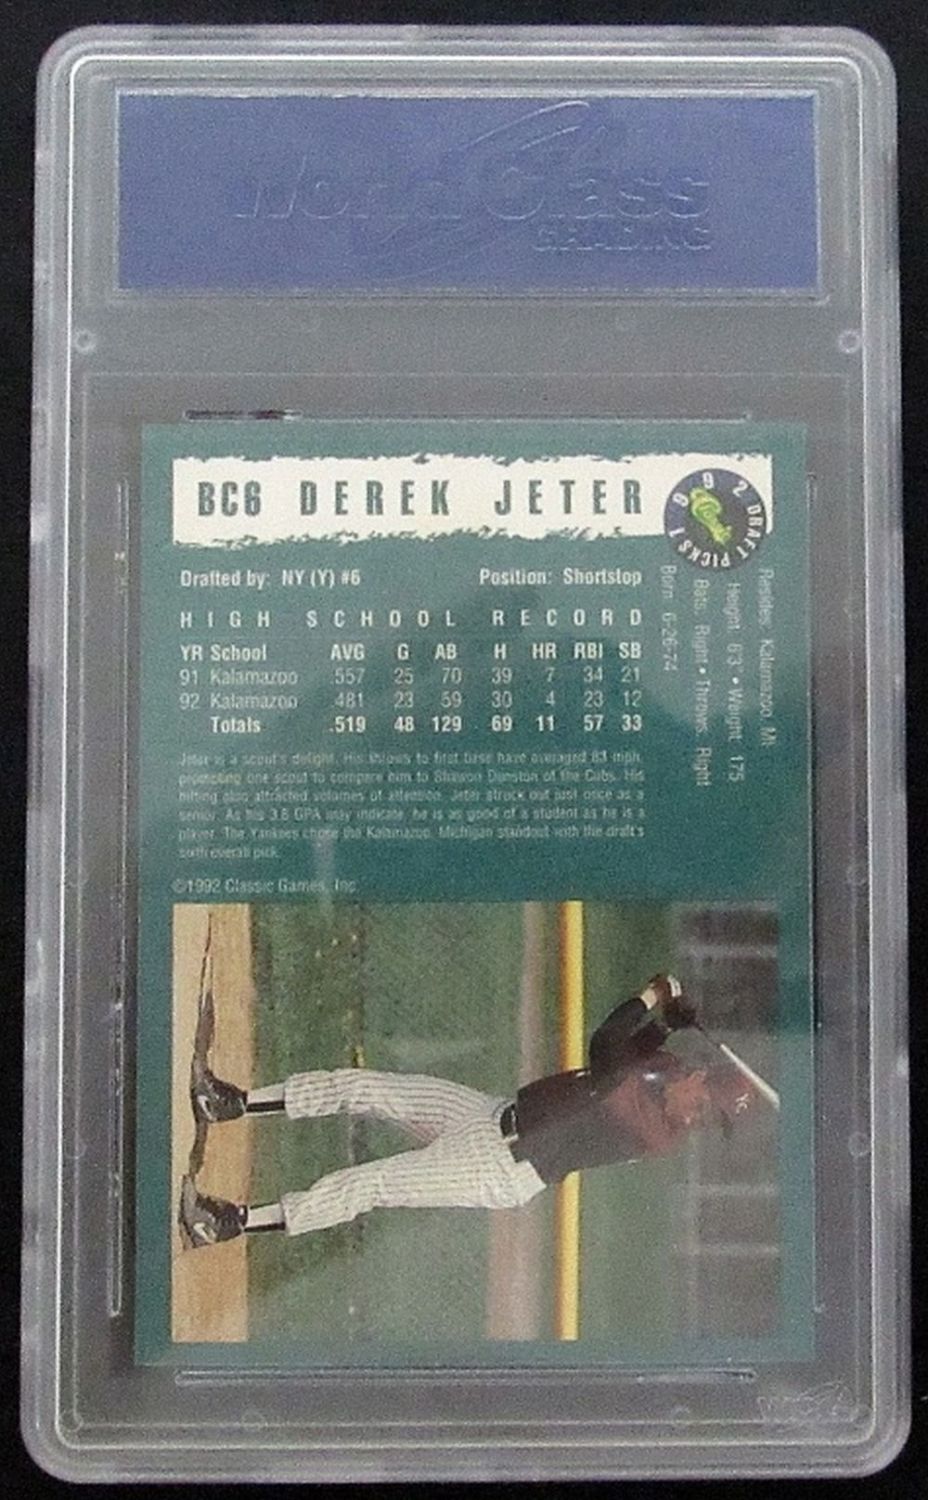 World Class
GRADING
BC6 DEREK JETER
1992 DRAFT PICKS
Classic
Drafted by: NY (Y) #6 Position: Shortstop
Resides: Kalamazoo, MI
Height: 6'3" • Weight: 175
Bats: Right • Throws: Right
Born: 6-26-74
HIGH SCHOOL RECORD
YR School AVG G AB H HR RBI SB
91 Kalamazoo .557 25 70 39 7 34 21
92 Kalamazoo .481 23 59 30 4 23 12
Totals .519 48 129 69 11 57 33
Jeter is a scout's delight. His throws to first base have averaged 83 mph,
prompting one scout to compare him to Shawon Dunston of the Cubs. His
hitting also attracted volumes of attention. Jeter struck out just once as a
senior. As his 3.8 GPA may indicate, he is as good of a student as he is a
player. The Yankees chose the Kalamazoo, Michigan standout with the draft's
sixth overall pick.
©1992 Classic Games, Inc.
YC